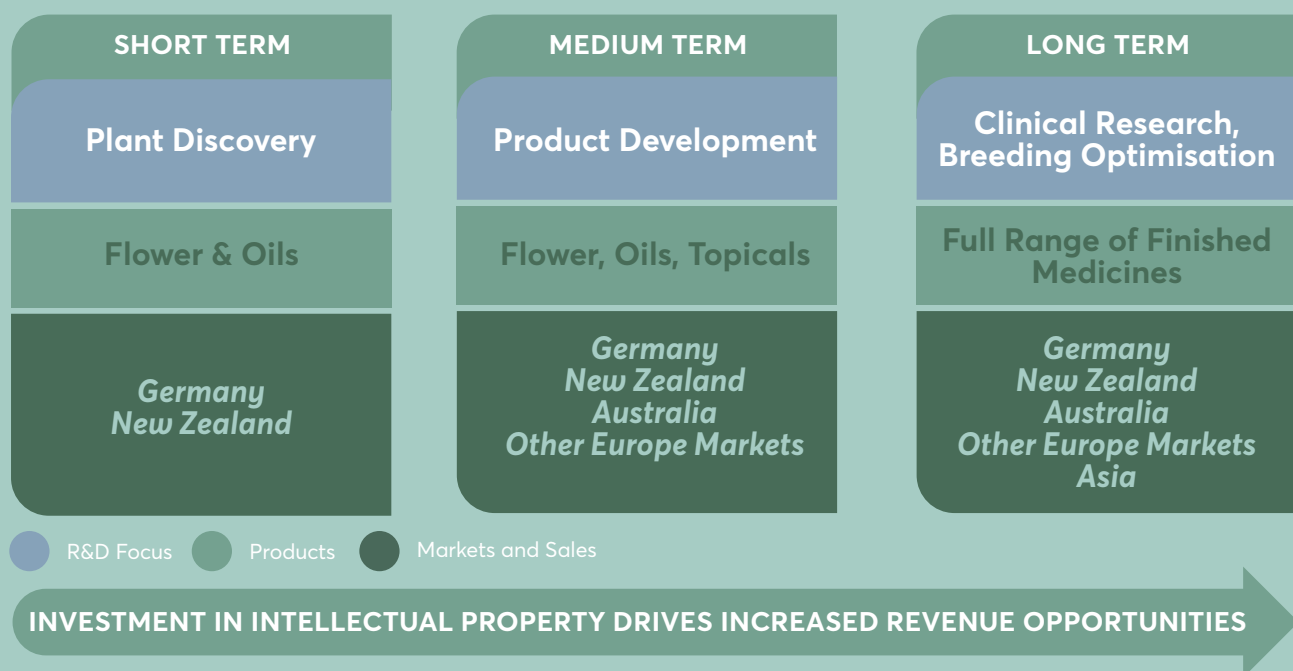 SHORT TERM
Plant Discovery
Flower & Oils
Germany
New Zealand
MEDIUM TERM
Product Development
Flower, Oils, Topicals
Germany
New Zealand
Australia
Other Europe Markets
LONG TERM
Clinical Research,
Breeding Optimisation
Full Range of Finished
Medicines
Germany
New Zealand
Australia
Other Europe Markets
Asia
R&D Focus
Products
Markets and Sales
INVESTMENT IN INTELLECTUAL PROPERTY DRIVES INCREASED REVENUE OPPORTUNITIES